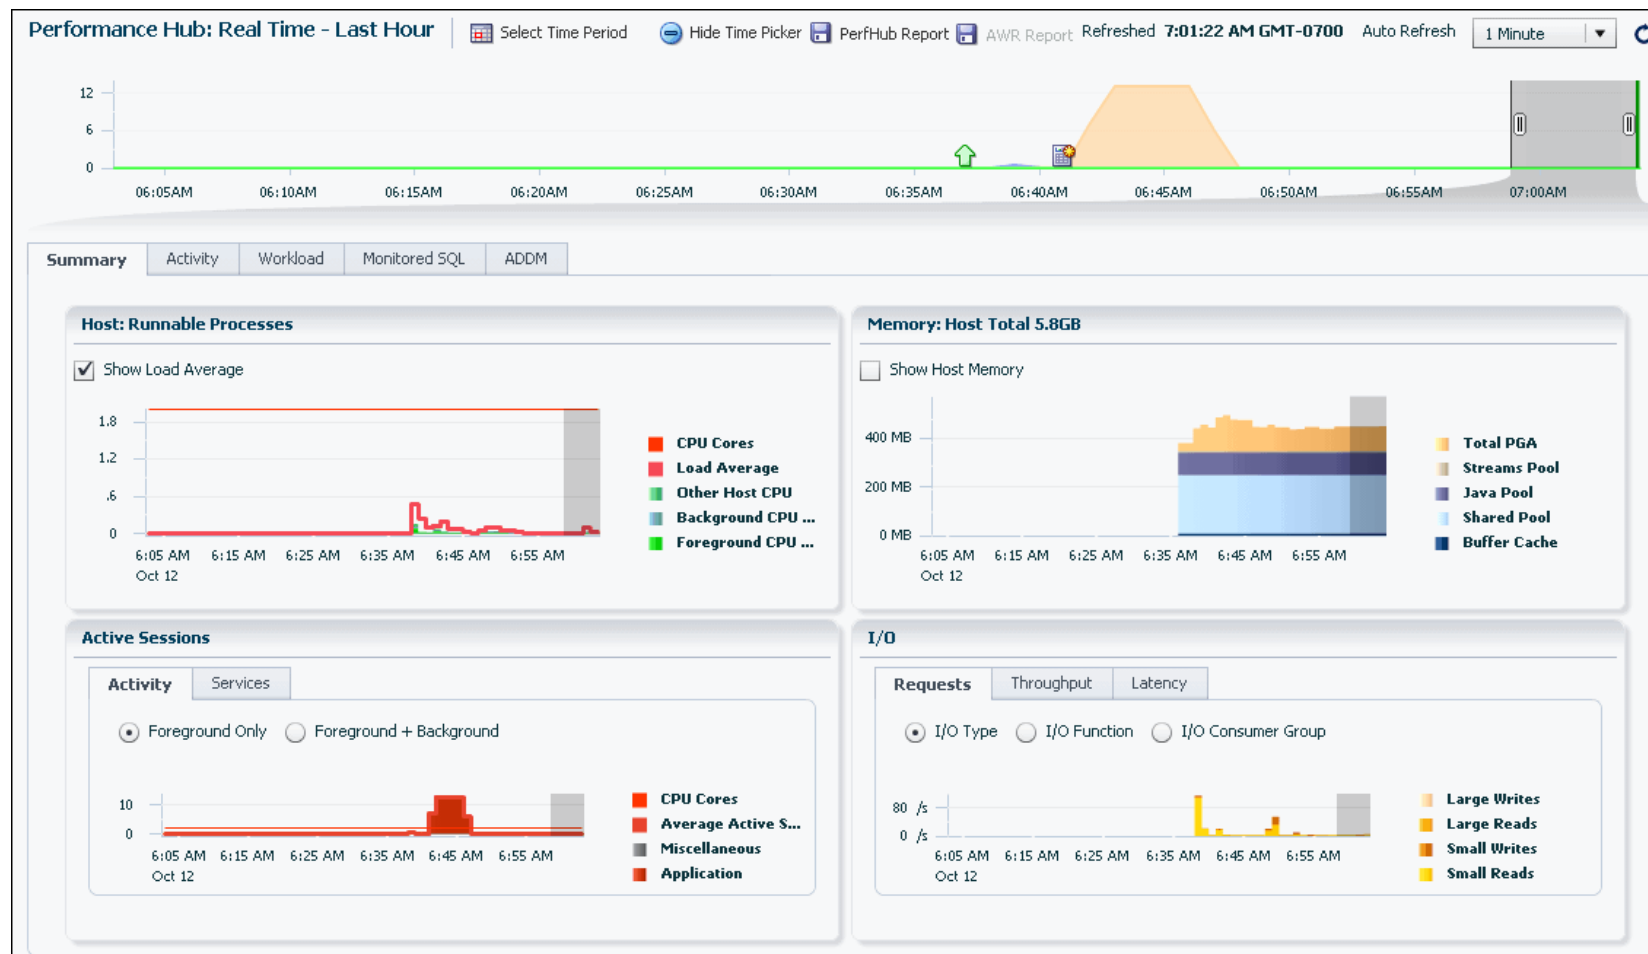 Performance Hub: Real Time - Last Hour Select Time Period Hide Time Picker PerfHub Report AWR Report Refreshed 7:01:22 AM GMT-0700 Auto Refresh 1 Minute
12
6
0
06:05AM 06:10AM 06:15AM 06:20AM 06:25AM 06:30AM 06:35AM 06:40AM 06:45AM 06:50AM 06:55AM 07:00AM
Summary Activity Workload Monitored SQL ADDM
Host: Runnable Processes
Show Load Average
1.8
1.2
.6
0
6:05 AM 6:15 AM 6:25 AM 6:35 AM 6:45 AM 6:55 AM
Oct 12
CPU Cores
Load Average
Other Host CPU
Background CPU ...
Foreground CPU ...
Memory: Host Total 5.8GB
Show Host Memory
400 MB
200 MB
0 MB
6:05 AM 6:15 AM 6:25 AM 6:35 AM 6:45 AM 6:55 AM
Oct 12
Total PGA
Streams Pool
Java Pool
Shared Pool
Buffer Cache
Active Sessions
Activity Services
Foreground Only Foreground + Background
10
0
6:05 AM 6:15 AM 6:25 AM 6:35 AM 6:45 AM 6:55 AM
Oct 12
CPU Cores
Average Active S...
Miscellaneous
Application
I/O
Requests Throughput Latency
I/O Type I/O Function I/O Consumer Group
80 /s
0 /s
6:05 AM 6:15 AM 6:25 AM 6:35 AM 6:45 AM 6:55 AM
Oct 12
Large Writes
Large Reads
Small Writes
Small Reads